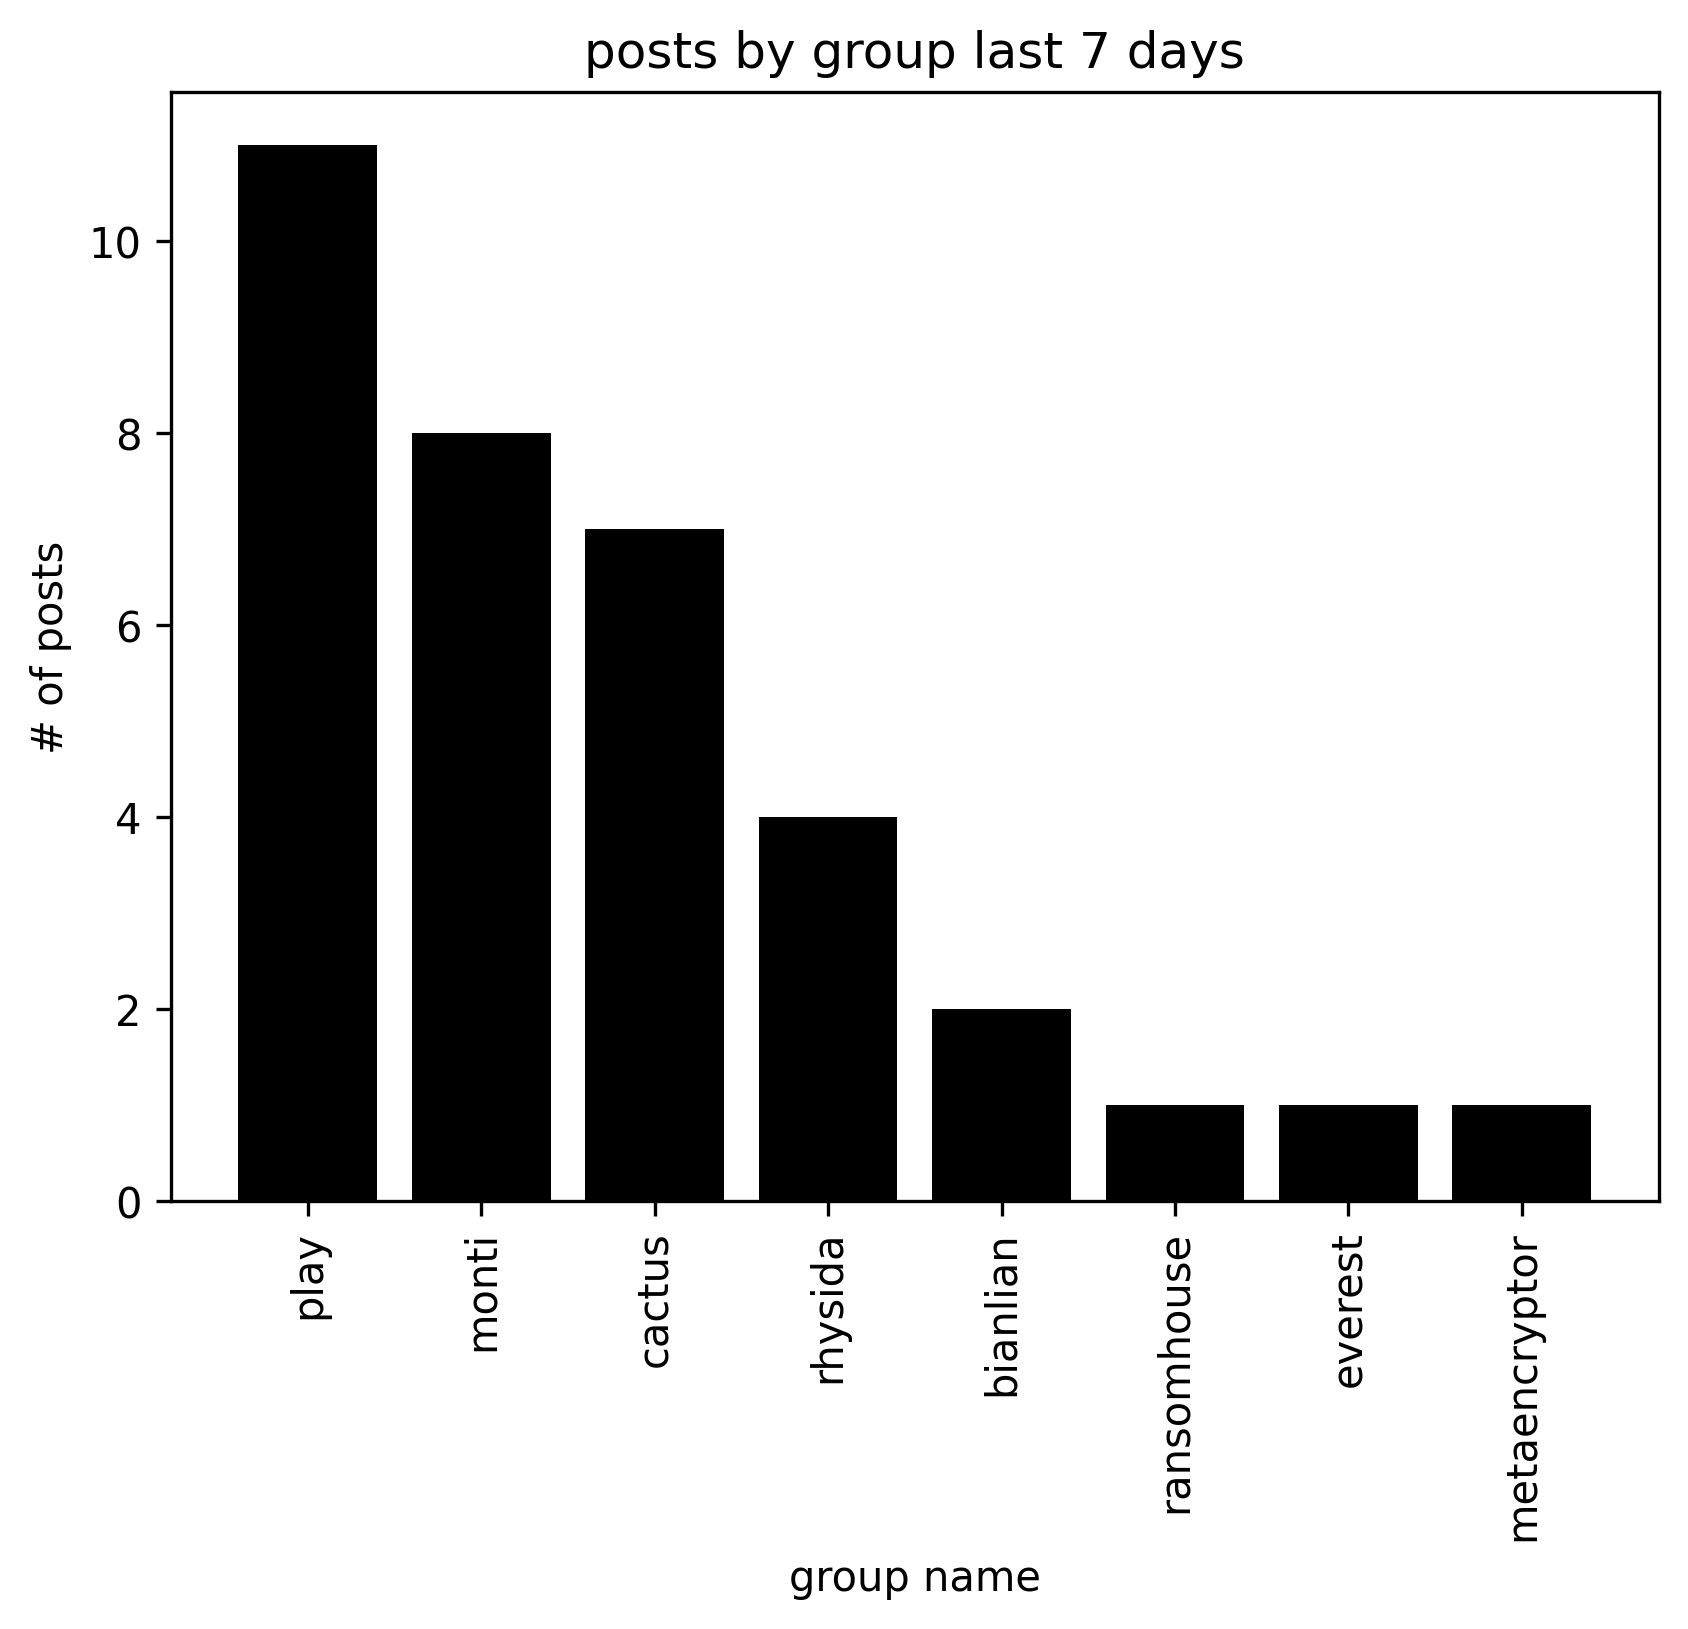 posts by group last 7 days
# of posts
10
8
6
4
2
0
play
monti
cactus
rhysida
bianlian
ransomhouse
everest
metaencryptor
group name